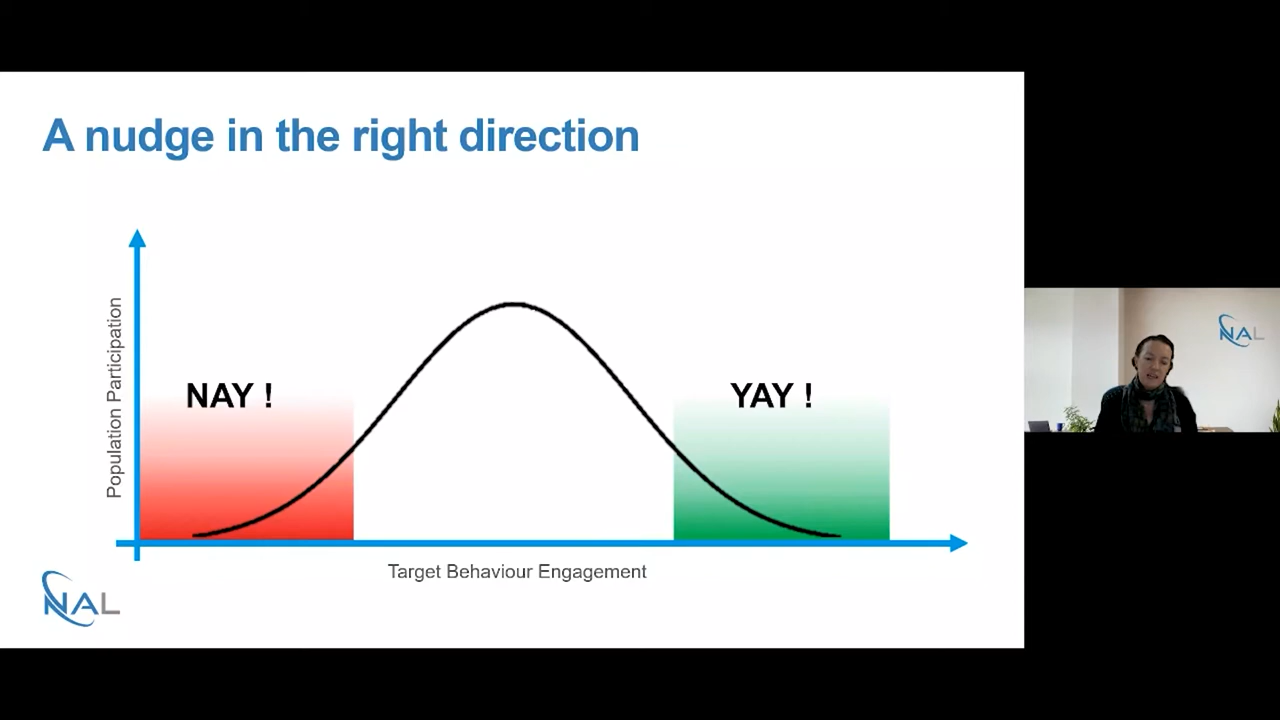 A nudge in the right direction
Population Participation
NAY !
YAY !
Target Behaviour Engagement
NAL
NAL